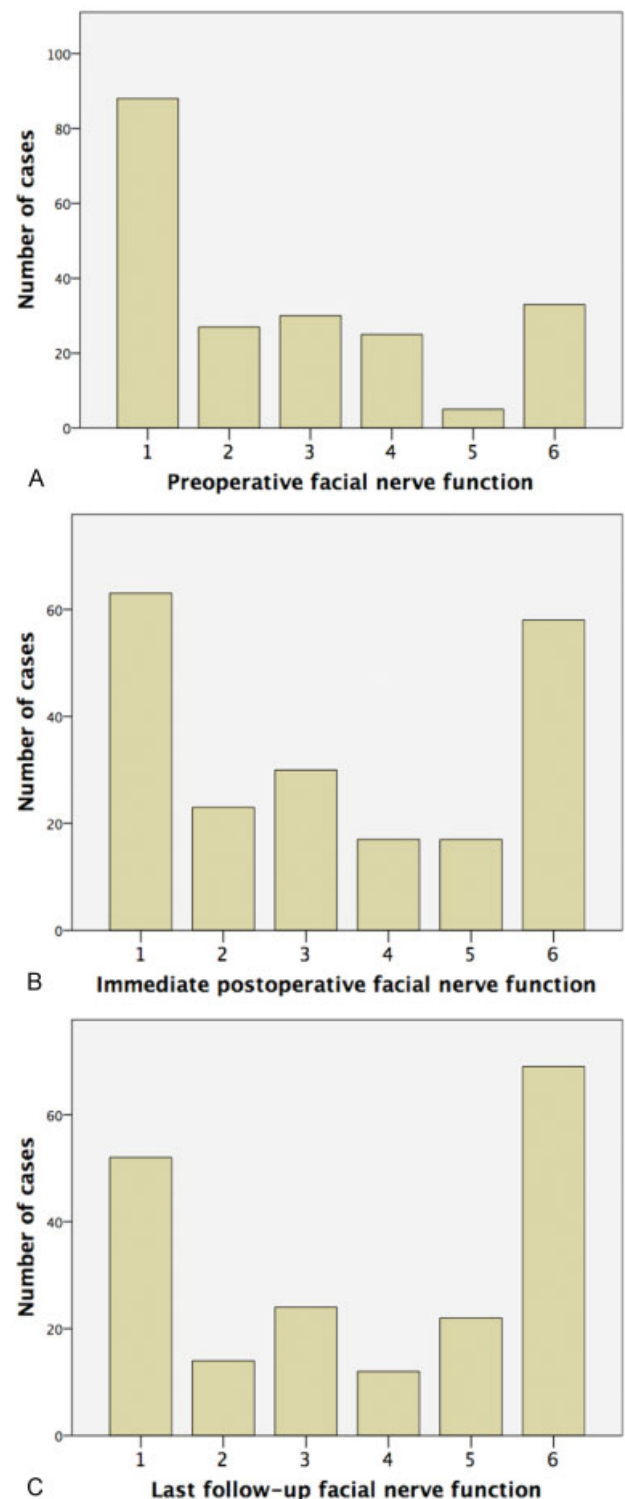 Number of cases
100
80
60
40
20
0
1 2 3 4 5 6
A
Preoperative facial nerve function
Number of cases
60
40
20
0
1 2 3 4 5 6
B
Immediate postoperative facial nerve function
Number of cases
60
40
20
0
1 2 3 4 5 6
C
Last follow-up facial nerve function